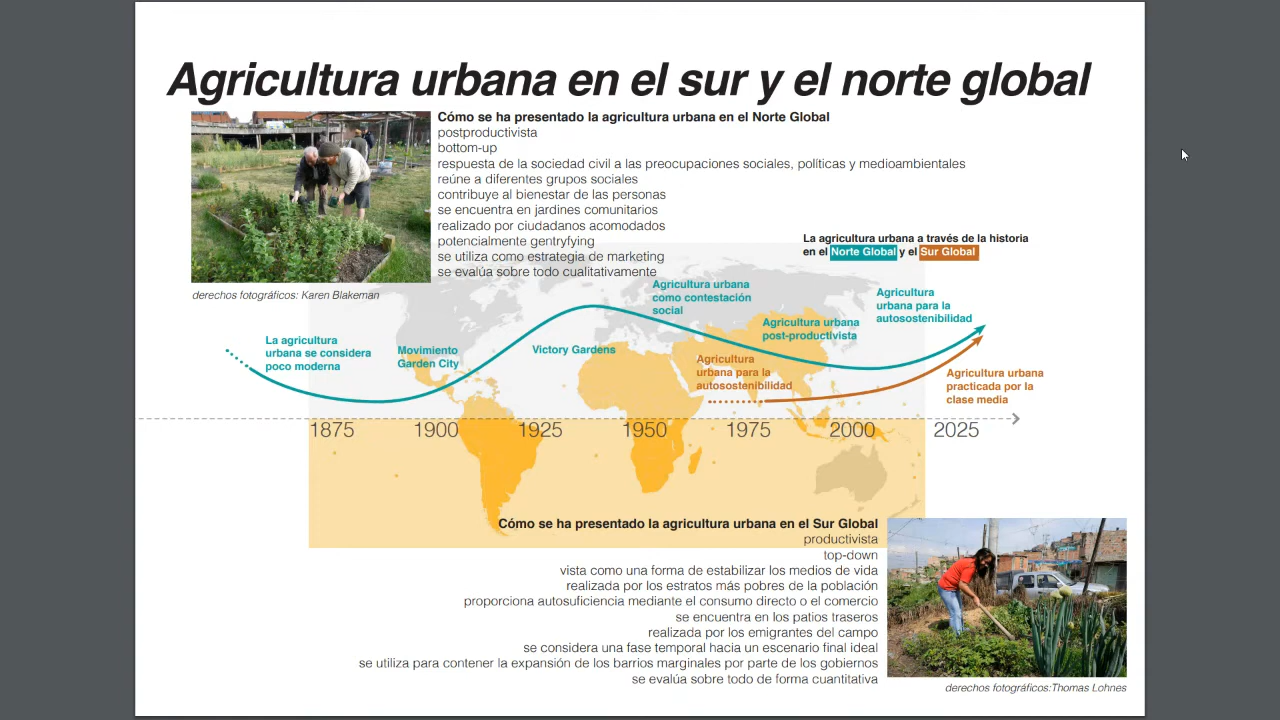 Agricultura urbana en el sur y el norte global
Cómo se ha presentado la agricultura urbana en el Norte Global
postproductivista
bottom-up
respuesta de la sociedad civil a las preocupaciones sociales, políticas y medioambientales
reúne a diferentes grupos sociales
contribuye al bienestar de las personas
se encuentra en jardines comunitarios
realizado por ciudadanos acomodados
potencialmente gentryfying
se utiliza como estrategia de marketing
se evalúa sobre todo cualitativamente
derechos fotográficos: Karen Blakeman
La agricultura urbana a través de la historia
en el Norte Global y el Sur Global
La agricultura
urbana se considera
poco moderna
Movimiento
Garden City
Victory Gardens
Agricultura urbana
como contestación
social
Agricultura urbana
post-productivista
Agricultura
urbana para la
autosostenibilidad
Agricultura
urbana para la
autosostenibilidad
Agricultura urbana
practicada por la
clase media
1875 1900 1925 1950 1975 2000 2025
Cómo se ha presentado la agricultura urbana en el Sur Global
productivista
top-down
vista como una forma de estabilizar los medios de vida
realizada por los estratos más pobres de la población
proporciona autosuficiencia mediante el consumo directo o el comercio
se encuentra en los patios traseros
realizada por los emigrantes del campo
se considera una fase temporal hacia un escenario final ideal
se utiliza para contener la expansión de los barrios marginales por parte de los gobiernos
se evalúa sobre todo de forma cuantitativa
derechos fotográficos:Thomas Lohnes